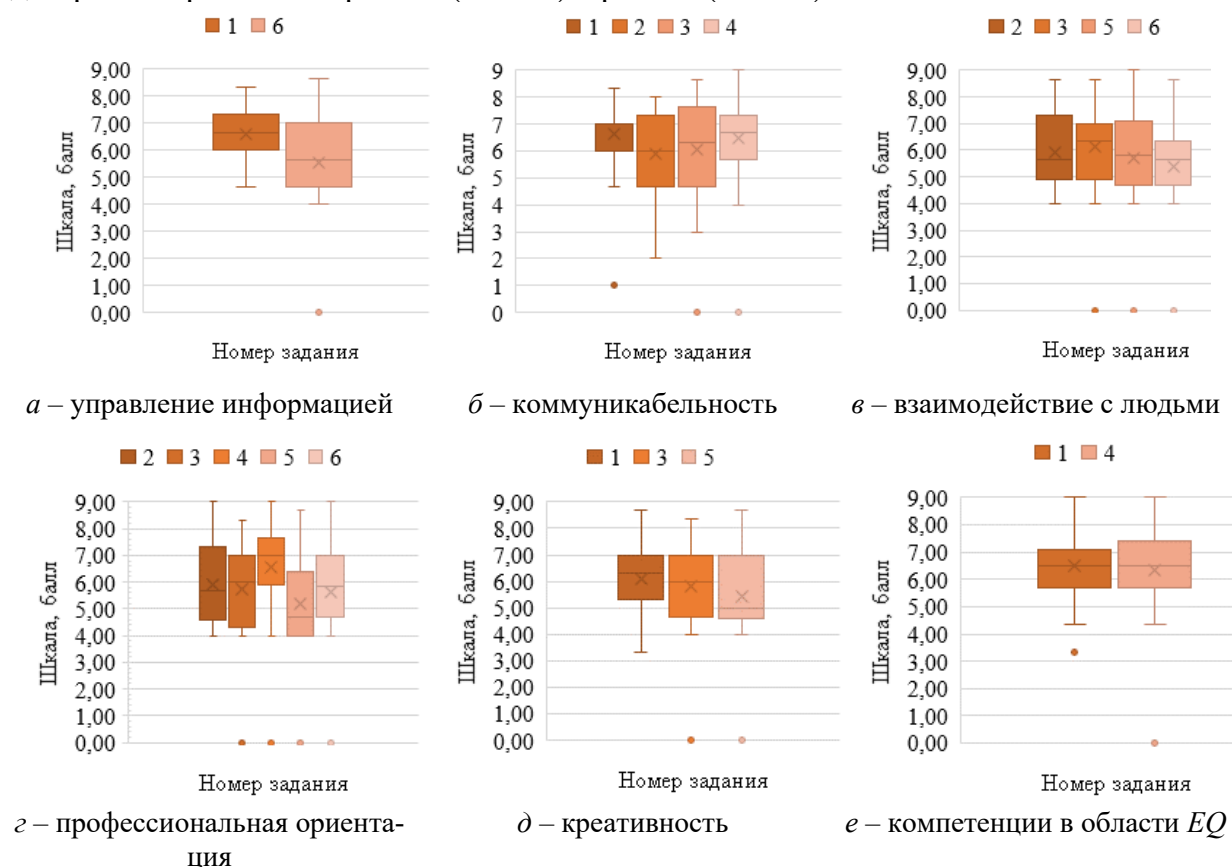 1 6
1 2 3 4
2 3 5 6
9,00
8,00
7,00
6,00
5,00
4,00
3,00
2,00
1,00
0,00
Шкала, балл
Номер задания
9
8
7
6
5
4
3
2
1
0
Шкала, балл
Номер задания
9,00
8,00
7,00
6,00
5,00
4,00
3,00
2,00
1,00
0,00
Шкала, балл
Номер задания
а – управление информацией
б – коммуникабельность
в – взаимодействие с людьми
2 3 4 5 6
1 3 5
1 4
9,00
8,00
7,00
6,00
5,00
4,00
3,00
2,00
1,00
0,00
Шкала, балл
Номер задания
9,00
8,00
7,00
6,00
5,00
4,00
3,00
2,00
1,00
0,00
Шкала, балл
Номер задания
9,00
8,00
7,00
6,00
5,00
4,00
3,00
2,00
1,00
0,00
Шкала, балл
Номер задания
г – профессиональная ориента-
ция
д – креативность
е – компетенции в области EQ